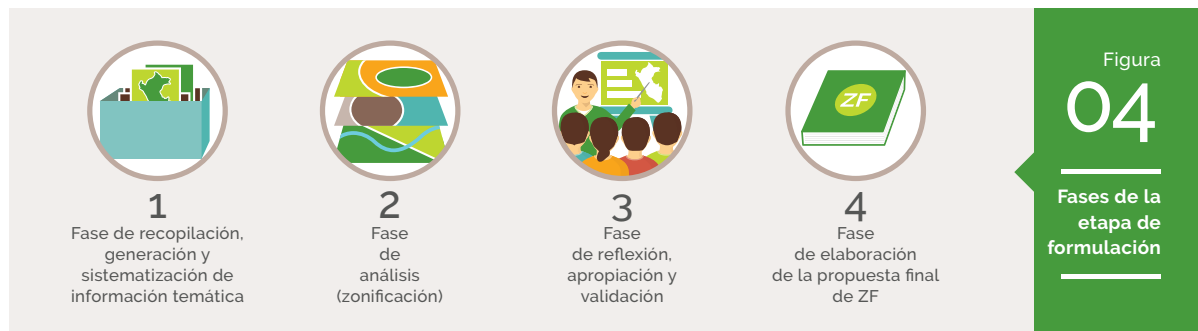 1
Fase de recopilación,
generación y
sistematización de
información temática
2
Fase
de
análisis
(zonificación)
3
Fase
de reflexión,
apropiación y
validación
ZF
4
Fase
de elaboración
de la propuesta final
de ZF
Figura
04
Fases de la
etapa de
formulación